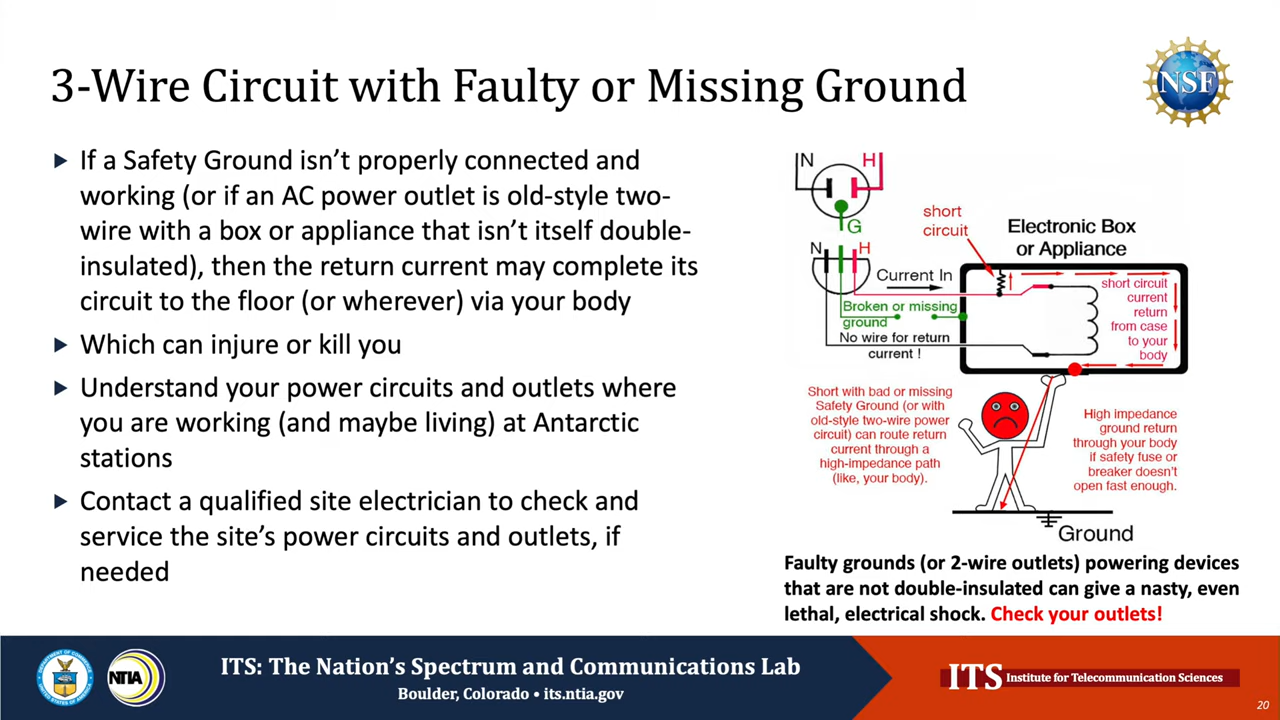 3-Wire Circuit with Faulty or Missing Ground
NSF
If a Safety Ground isn't properly connected and
working (or if an AC power outlet is old-style two-
wire with a box or appliance that isn't itself double-
insulated), then the return current may complete its
circuit to the floor (or wherever) via your body
Which can injure or kill you
Understand your power circuits and outlets where
you are working (and maybe living) at Antarctic
stations
Contact a qualified site electrician to check and
service the site's power circuits and outlets, if
needed
N
H
G
short
circuit
Electronic Box
or Appliance
N
H
Current In
Broken or missing
ground
No wire for return
current !
short circuit
current
return
from case
to your
body
Short with bad or missing
Safety Ground (or with
old-style two-wire power
circuit) can route return
current through a
high-impedance path
(like, your body).
High impedance
ground return
through your body
if safety fuse or
breaker doesn't
open fast enough.
Ground
Faulty grounds (or 2-wire outlets) powering devices
that are not double-insulated can give a nasty, even
lethal, electrical shock. Check your outlets!
NTIA
ITS: The Nation's Spectrum and Communications Lab
Boulder, Colorado • its.ntia.gov
ITS Institute for Telecommunication Sciences
20